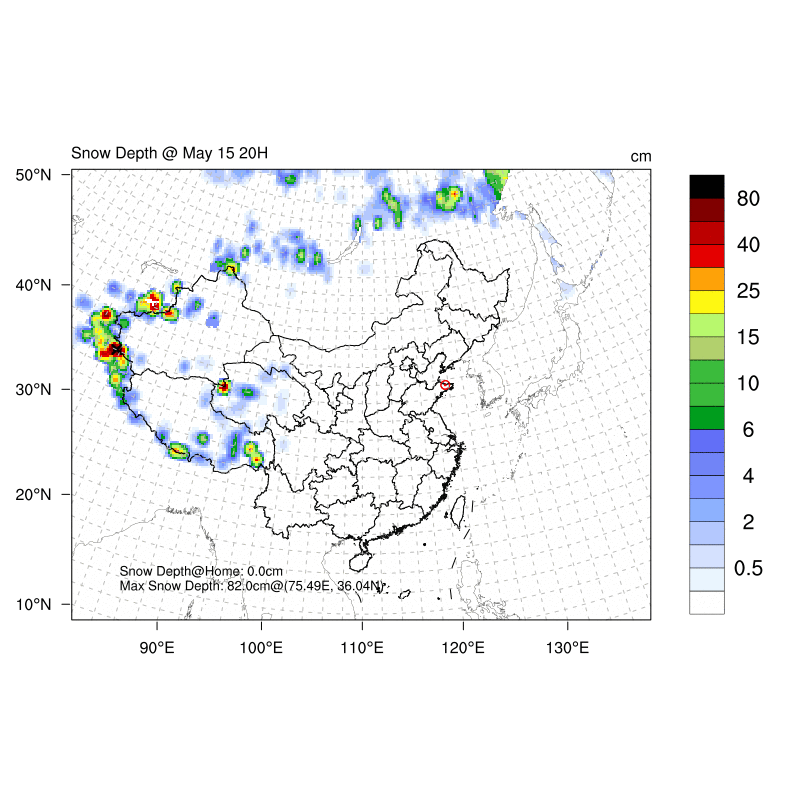 Snow Depth @ May 15 20H
cm
50°N
40°N
30°N
20°N
10°N
80
40
25
15
10
6
4
2
0.5
Snow Depth@Home: 0.0cm
Max Snow Depth: 82.0cm@(75.49E, 36.04N)
90°E 100°E 110°E 120°E 130°E